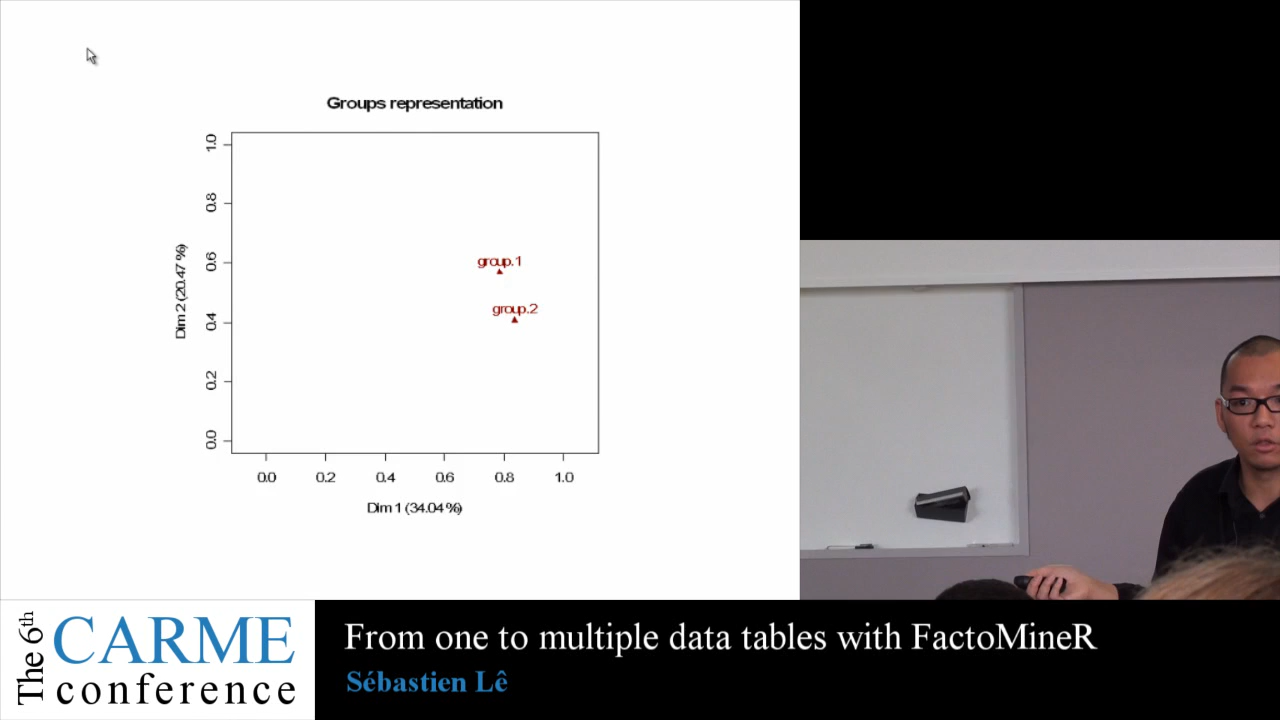 Groups representation
1.0
0.8
0.6
0.4
0.2
0.0
Dim 2 (20.47 %)
group.1
group.2
0.0 0.2 0.4 0.6 0.8 1.0
Dim 1 (34.04 %)
The 6th
CARME
conference
From one to multiple data tables with FactoMineR
Sébastien Lê